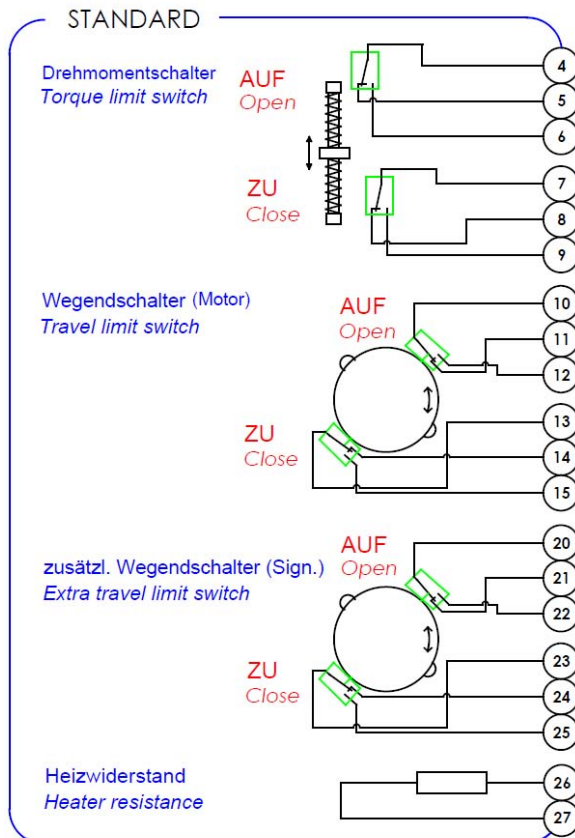 STANDARD
Drehmomentschalter
Torque limit switch
AUF
Open
4
5
6
ZU
Close
7
8
9
Wegendschalter (Motor)
Travel limit switch
AUF
Open
10
11
12
ZU
Close
13
14
15
zusätzl. Wegendschalter (Sign.)
Extra travel limit switch
AUF
Open
20
21
22
ZU
Close
23
24
25
Heizwiderstand
Heater resistance
26
27